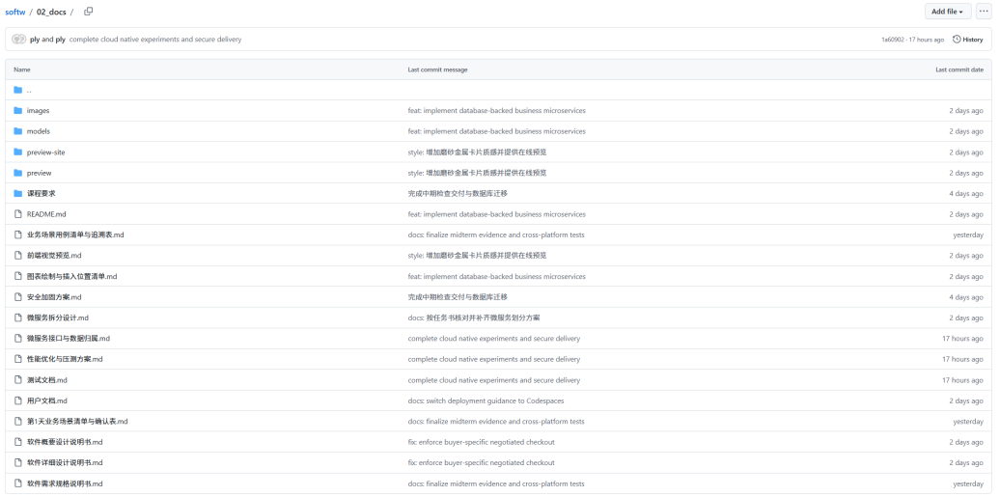 softw / 02_docs /
Add file
ply and ply complete cloud native experiments and secure delivery 1a60902 · 17 hours ago History
Name Last commit message Last commit date
..
images feat: implement database-backed business microservices 2 days ago
models feat: implement database-backed business microservices 2 days ago
preview-site style: 增加磨砂金属卡片质感并提供在线预览 2 days ago
preview style: 增加磨砂金属卡片质感并提供在线预览 2 days ago
课程要求 完成中期检查交付与数据库迁移 4 days ago
README.md feat: implement database-backed business microservices 2 days ago
业务场景用例清单与追溯表.md docs: finalize midterm evidence and cross-platform tests yesterday
前端视觉预览.md style: 增加磨砂金属卡片质感并提供在线预览 2 days ago
图表绘制与插入位置清单.md feat: implement database-backed business microservices 2 days ago
安全加固方案.md 完成中期检查交付与数据库迁移 4 days ago
微服务拆分设计.md docs: 按任务书核对并补齐微服务划分方案 2 days ago
微服务接口与数据归属.md complete cloud native experiments and secure delivery 17 hours ago
性能优化与压测方案.md complete cloud native experiments and secure delivery 17 hours ago
测试文档.md complete cloud native experiments and secure delivery 17 hours ago
用户文档.md docs: switch deployment guidance to Codespaces 2 days ago
第1天业务场景清单与确认表.md docs: finalize midterm evidence and cross-platform tests yesterday
软件概要设计说明书.md fix: enforce buyer-specific negotiated checkout 2 days ago
软件详细设计说明书.md fix: enforce buyer-specific negotiated checkout 2 days ago
软件需求规格说明书.md docs: finalize midterm evidence and cross-platform tests yesterday